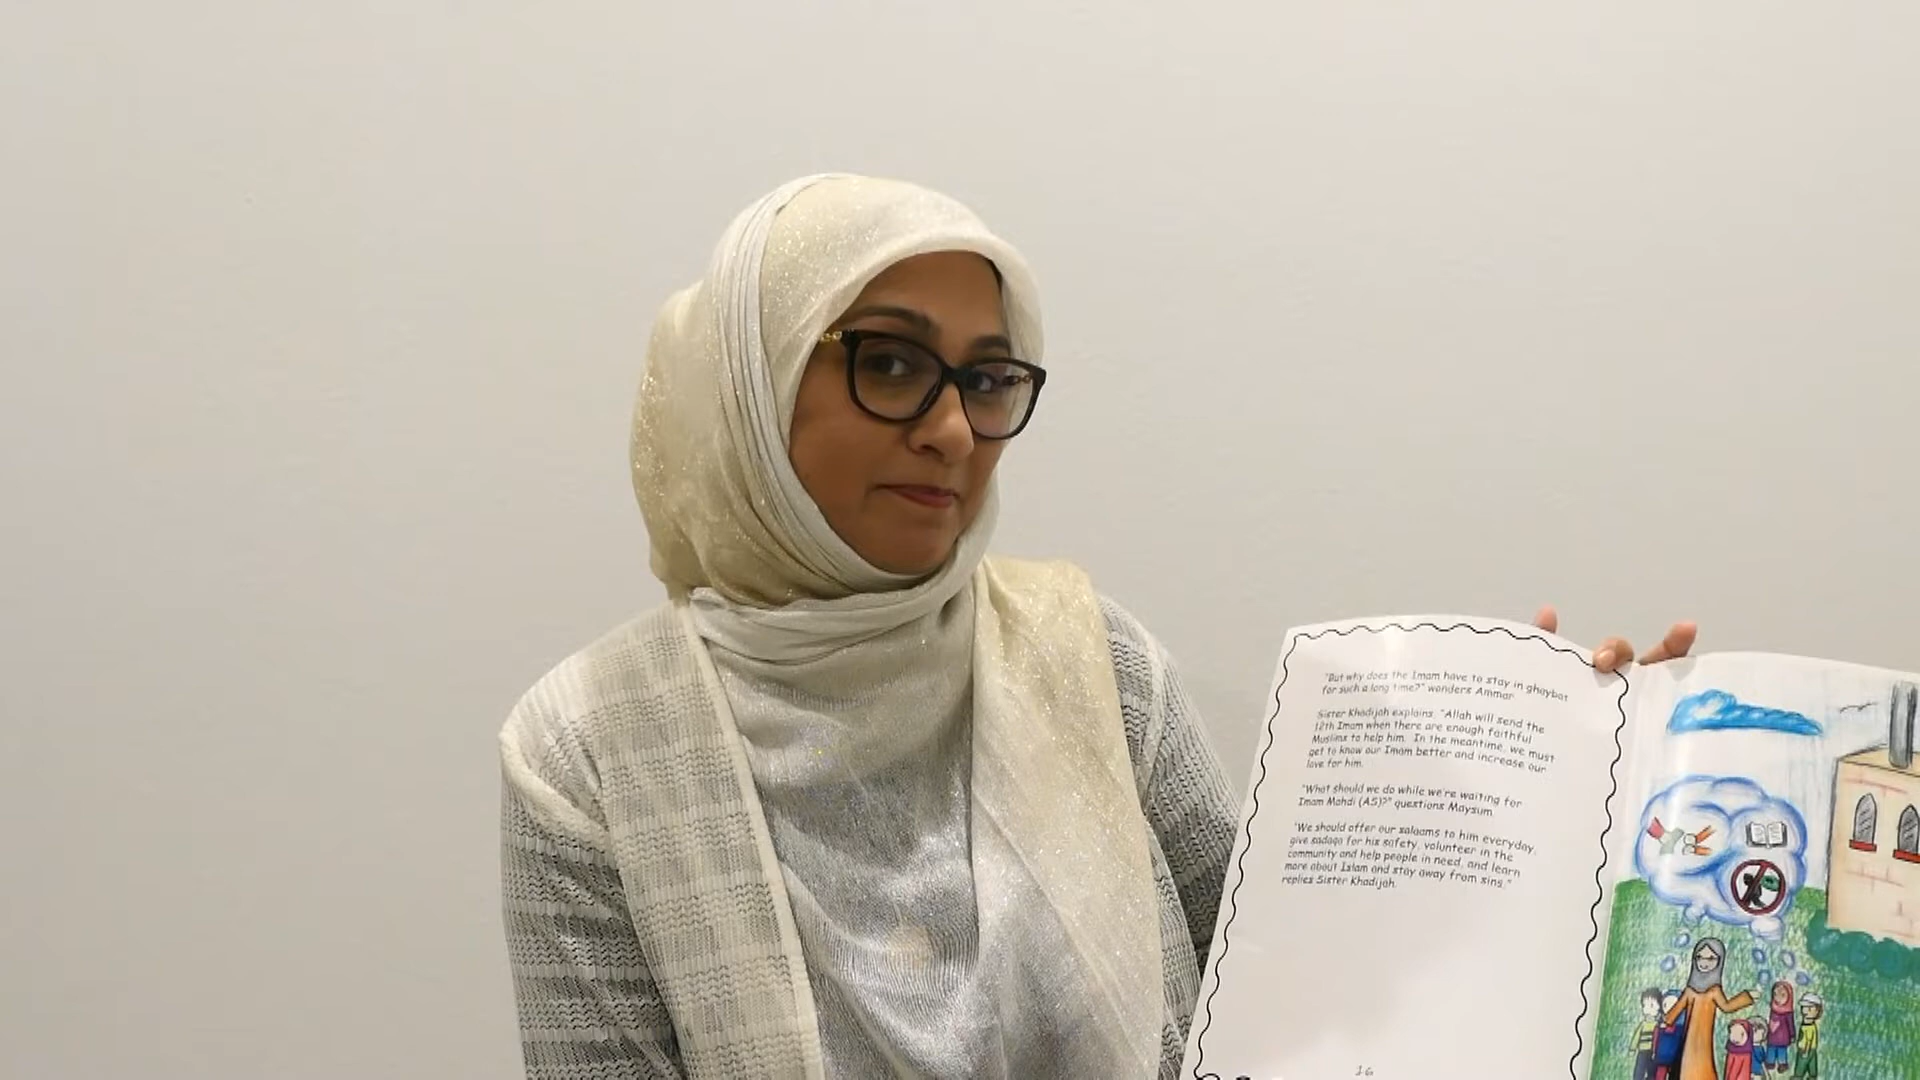 "But why does the Imam have to stay in ghaybat
for such a long time?" wonders Ammar.
Sister Khadijah explains, "Allah will send the
12th Imam when there are enough faithful
Muslims to help him. In the meantime, we must
get to know our Imam better and increase our
love for him.
"What should we do while we're waiting for
Imam Mahdi (AS)?" questions Maysum.
"We should offer our salaams to him everyday,
give sadaqa for his safety, volunteer in the
community and help people in need, and learn
more about Islam and stay away from sins,"
replies Sister Khadijah.
16